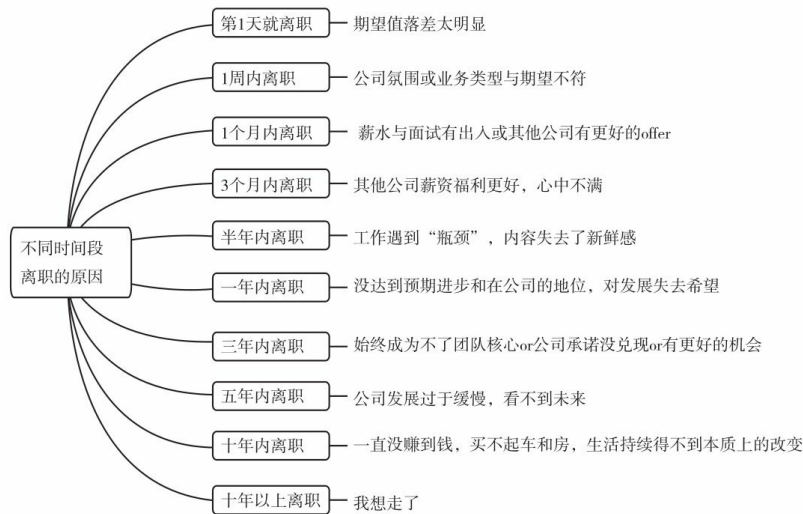 不同时间段
离职的原因
第1天就离职
期望值落差太明显
1周内离职
公司氛围或业务类型与期望不符
1个月内离职
薪水与面试有出入或其他公司有更好的offer
3个月内离职
其他公司薪资福利更好，心中不满
半年内离职
工作遇到“瓶颈”，内容失去了新鲜感
一年内离职
没达到预期进步和在公司的地位，对发展失去希望
三年内离职
始终成为不了团队核心or公司承诺没兑现or有更好的机会
五年内离职
公司发展过于缓慢，看不到未来
十年内离职
一直没赚到钱，买不起车和房，生活持续得不到本质上的改变
十年以上离职
我想走了